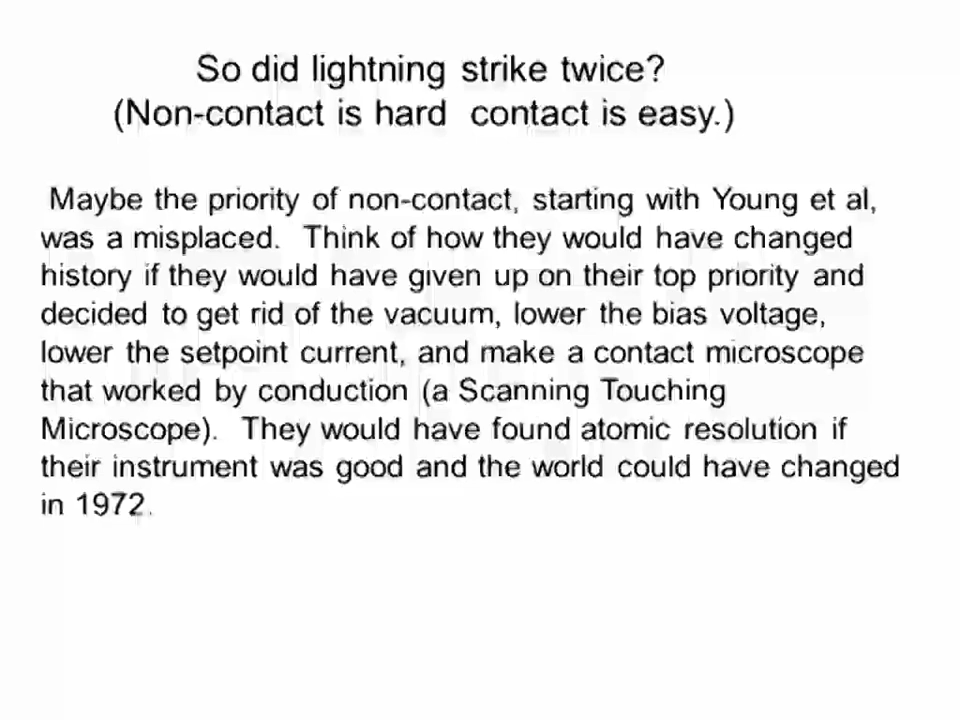 So did lightning strike twice?
(Non-contact is hard contact is easy.)
Maybe the priority of non-contact, starting with Young et al,
was a misplaced. Think of how they would have changed
history if they would have given up on their top priority and
decided to get rid of the vacuum, lower the bias voltage,
lower the setpoint current, and make a contact microscope
that worked by conduction (a Scanning Touching
Microscope). They would have found atomic resolution if
their instrument was good and the world could have changed
in 1972.